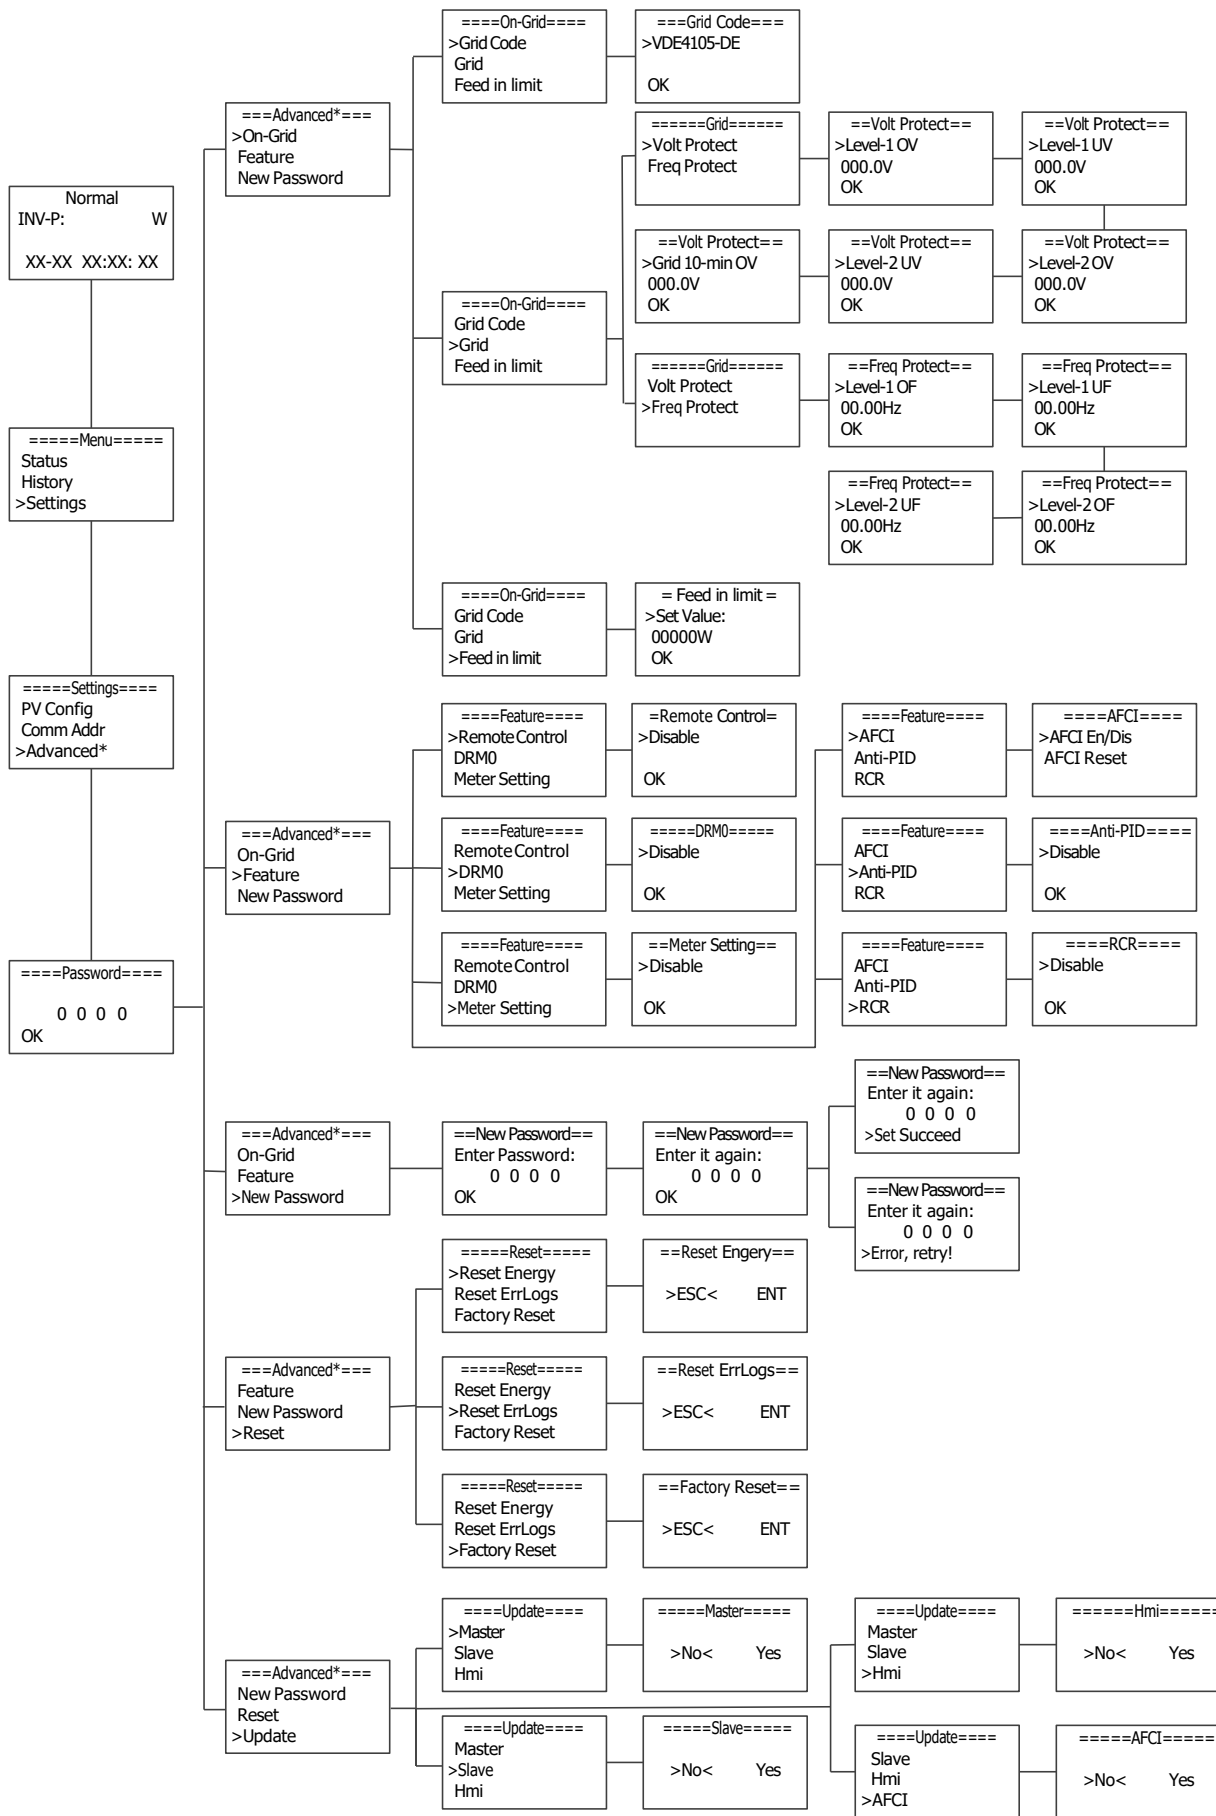 Normal
INV-P: W
XX-XX XX:XX: XX
=====Menu=====
Status
History
>Settings
=====Settings====
PV Config
Comm Addr
>Advanced*
====Password====
0 0 0 0
OK
===Advanced*===
>On-Grid
Feature
New Password
====On-Grid====
>Grid Code
Grid
Feed in limit
===Grid Code===
>VDE4105-DE
OK
====On-Grid====
Grid Code
>Grid
Feed in limit
======Grid======
>Volt Protect
Freq Protect
==Volt Protect==
>Level-1 OV
000.0V
OK
==Volt Protect==
>Level-1 UV
000.0V
OK
==Volt Protect==
>Grid 10-min OV
000.0V
OK
==Volt Protect==
>Level-2 UV
000.0V
OK
==Volt Protect==
>Level-2 OV
000.0V
OK
======Grid======
Volt Protect
>Freq Protect
==Freq Protect==
>Level-1 OF
00.00Hz
OK
==Freq Protect==
>Level-1 UF
00.00Hz
OK
==Freq Protect==
>Level-2 UF
00.00Hz
OK
==Freq Protect==
>Level-2 OF
00.00Hz
OK
====On-Grid====
Grid Code
Grid
>Feed in limit
= Feed in limit =
>Set Value:
00000W
OK
===Advanced*===
On-Grid
>Feature
New Password
====Feature====
>Remote Control
DRM0
Meter Setting
=Remote Control=
>Disable
OK
====Feature====
Remote Control
>DRM0
Meter Setting
=====DRM0=====
>Disable
OK
====Feature====
Remote Control
DRM0
>Meter Setting
==Meter Setting==
>Disable
OK
====Feature====
>AFCI
Anti-PID
RCR
====AFCI====
>AFCI En/Dis
AFCI Reset
====Feature====
AFCI
>Anti-PID
RCR
====Anti-PID====
>Disable
OK
====Feature====
AFCI
Anti-PID
>RCR
====RCR====
>Disable
OK
===Advanced*===
On-Grid
Feature
>New Password
==New Password==
Enter Password:
0 0 0 0
OK
==New Password==
Enter it again:
0 0 0 0
OK
==New Password==
Enter it again:
0 0 0 0
>Set Succeed
==New Password==
Enter it again:
0 0 0 0
>Error, retry!
===Advanced*===
Feature
New Password
>Reset
=====Reset=====
>Reset Energy
Reset ErrLogs
Factory Reset
==Reset Engery==
>ESC< ENT
=====Reset=====
Reset Energy
>Reset ErrLogs
Factory Reset
==Reset ErrLogs==
>ESC< ENT
=====Reset=====
Reset Energy
Reset ErrLogs
>Factory Reset
==Factory Reset==
>ESC< ENT
===Advanced*===
New Password
Reset
>Update
====Update====
>Master
Slave
Hmi
=====Master=====
>No< Yes
====Update====
Master
>Slave
Hmi
=====Slave=====
>No< Yes
====Update====
Master
Slave
>Hmi
======Hmi======
>No< Yes
====Update====
Slave
Hmi
>AFCI
=====AFCI=====
>No< Yes